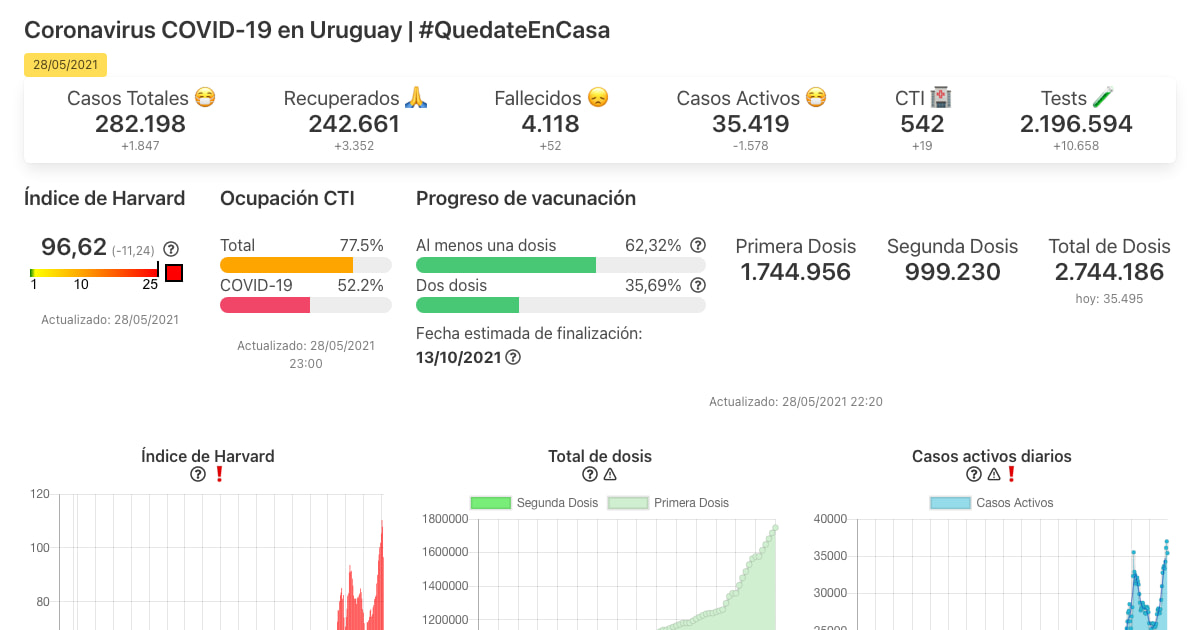 Coronavirus COVID-19 en Uruguay | #QuedateEnCasa
28/05/2021
Casos Totales 😷 Recuperados 🙏 Fallecidos 😞 Casos Activos 😷 CTI 🏥 Tests 🧪
282.198 242.661 4.118 35.419 542 2.196.594
+1.847 +3.352 +52 -1.578 +19 +10.658
Índice de Harvard
96,62 (-11,24)
1 10 25
Actualizado: 28/05/2021
Ocupación CTI
Total 77.5%
COVID-19 52.2%
Actualizado: 28/05/2021
23:00
Progreso de vacunación
Al menos una dosis 62,32%
Dos dosis 35,69%
Fecha estimada de finalización:
13/10/2021
Primera Dosis Segunda Dosis Total de Dosis
1.744.956 999.230 2.744.186
hoy: 35.495
Actualizado: 28/05/2021 22:20
Índice de Harvard
120
100
80
Total de dosis
Segunda Dosis Primera Dosis
1800000
1600000
1400000
1200000
Casos activos diarios
Casos Activos
40000
35000
30000
25000